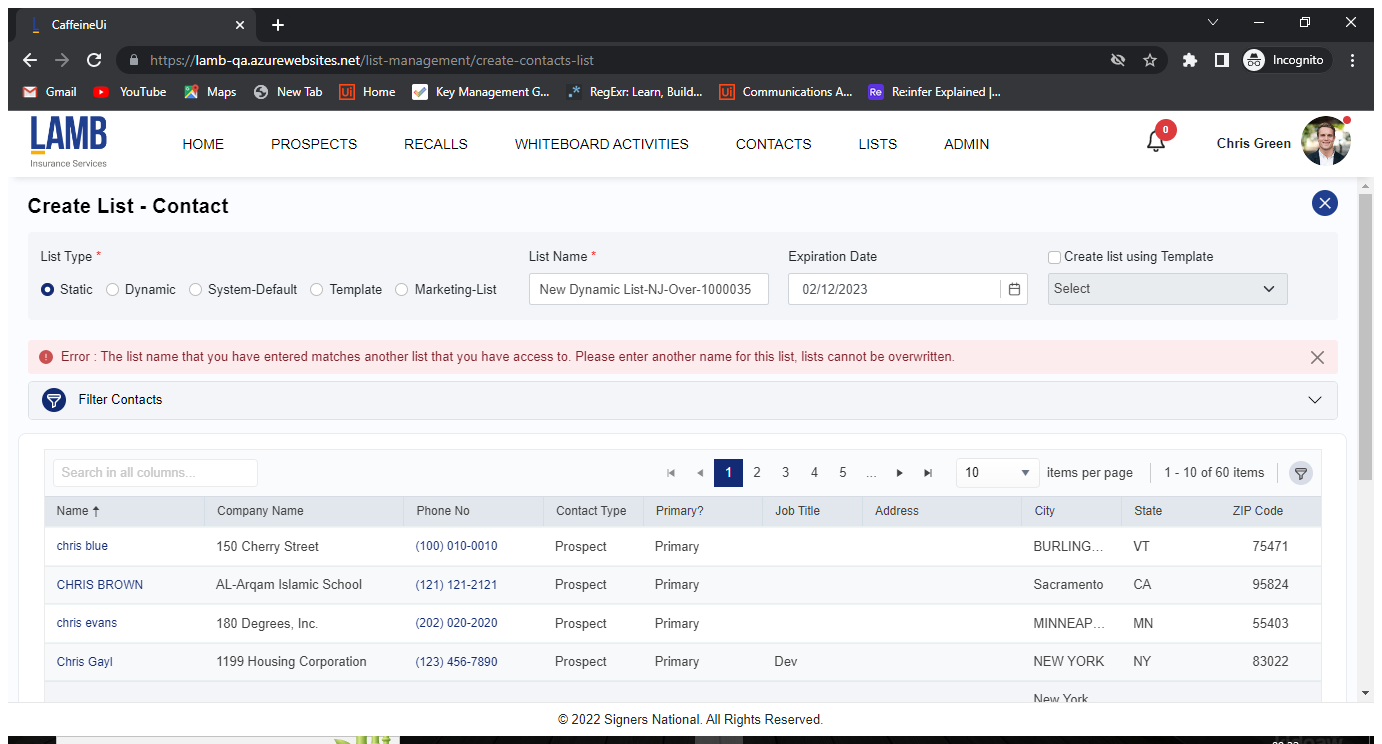 CaffeineUi
https://lamb-qa.azurewebsites.net/list-management/create-contacts-list
Incognito
Gmail YouTube Maps New Tab Home Key Management G... RegExr: Learn, Build... Communications A... Re:infer Explained |...
LAMB
Insurance Services
HOME PROSPECTS RECALLS WHITEBOARD ACTIVITIES CONTACTS LISTS ADMIN
0
Chris Green
Create List - Contact
List Type * List Name * Expiration Date Create list using Template
Static Dynamic System-Default Template Marketing-List New Dynamic List-NJ-Over-1000035 02/12/2023 Select
Error : The list name that you have entered matches another list that you have access to. Please enter another name for this list, lists cannot be overwritten.
Filter Contacts
Search in all columns... 1 2 3 4 5 ... 10 items per page 1 - 10 of 60 items
Name Company Name Phone No Contact Type Primary? Job Title Address City State ZIP Code
chris blue 150 Cherry Street (100) 010-0010 Prospect Primary BURLING... VT 75471
CHRIS BROWN AL-Arqam Islamic School (121) 121-2121 Prospect Primary Sacramento CA 95824
chris evans 180 Degrees, Inc. (202) 020-2020 Prospect Primary MINNEAP... MN 55403
Chris Gayl 1199 Housing Corporation (123) 456-7890 Prospect Primary Dev NEW YORK NY 83022
New York
© 2022 Signers National. All Rights Reserved.